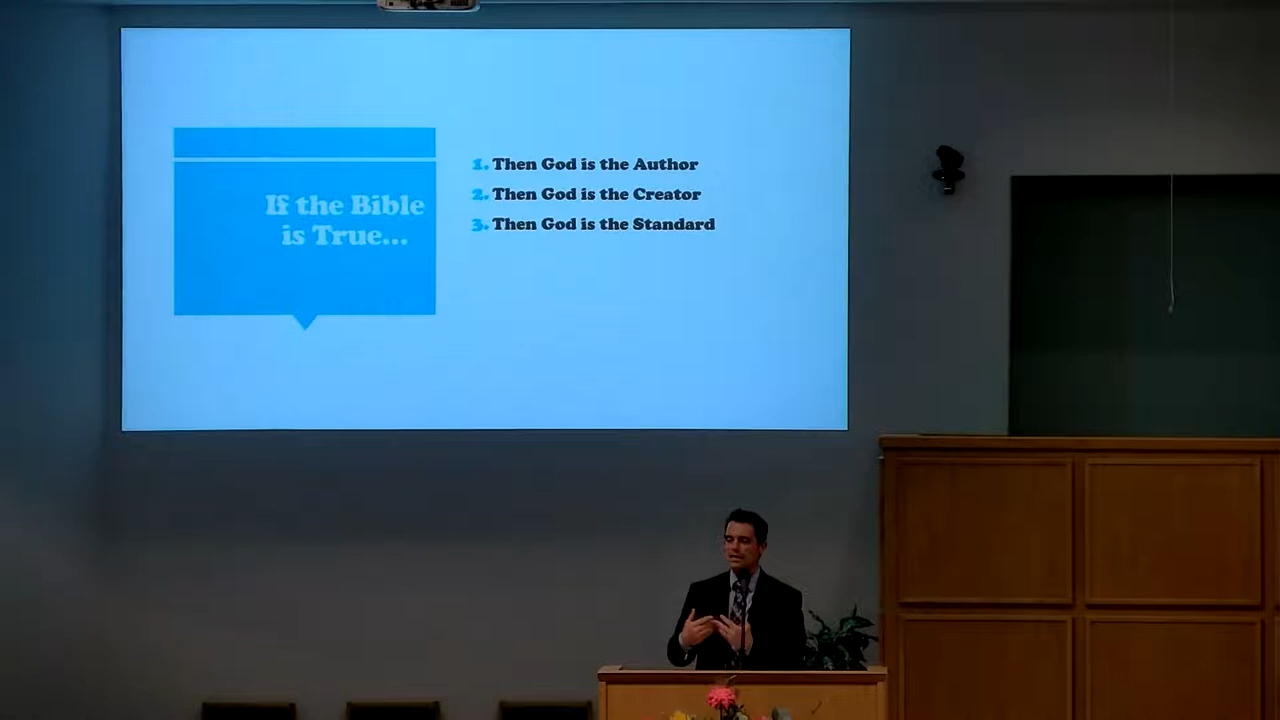 If the Bible
is True...
1. Then God is the Author
2. Then God is the Creator
3. Then God is the Standard